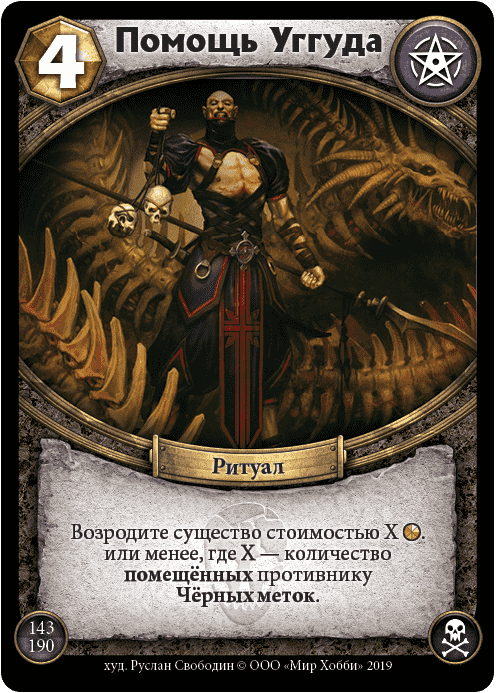 4
Помощь Уггуда
Ритуал
Возродите существо стоимостью X .
или менее, где X — количество
помещённых противнику
Чёрных меток.
143
190
худ. Руслан Свободин © ООО «Мир Хобби» 2019